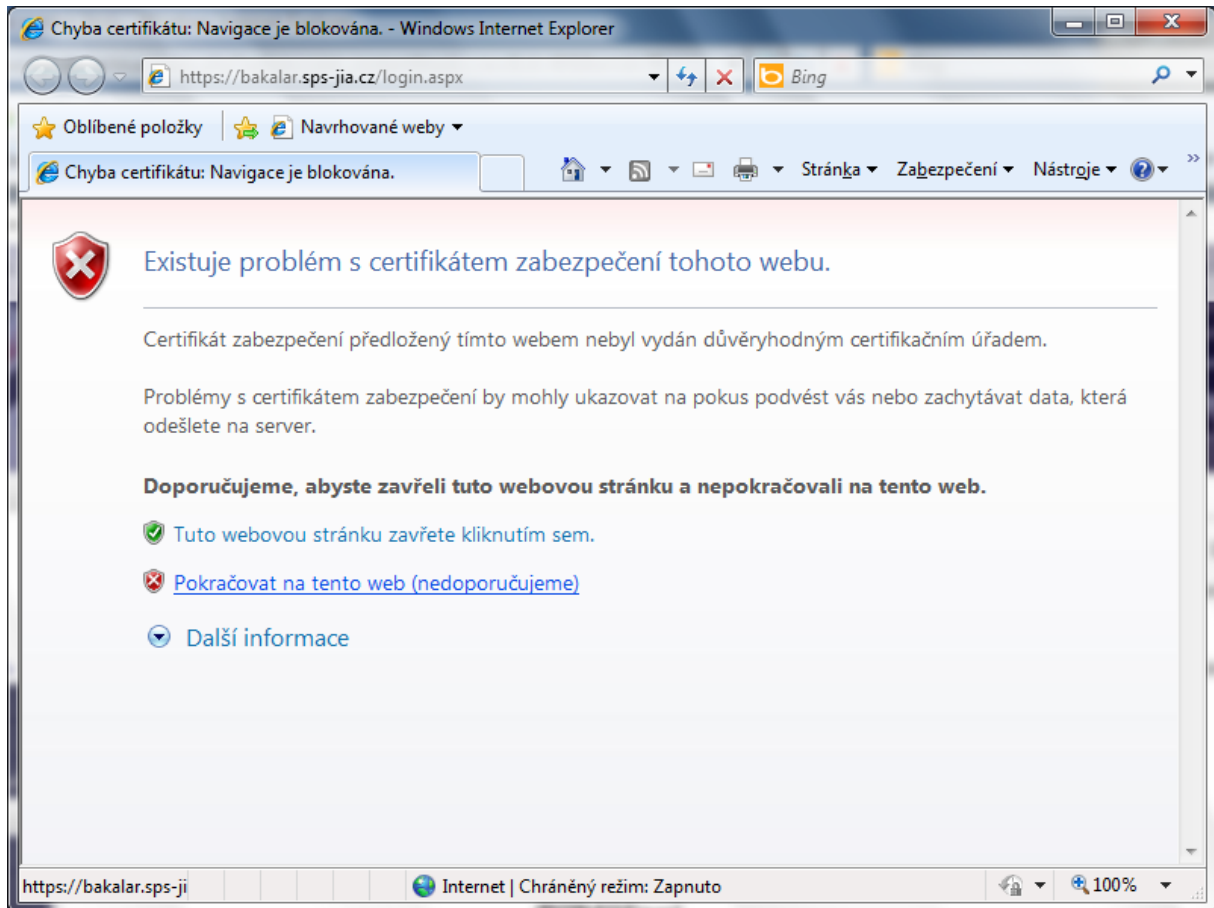 Chyba certifikátu: Navigace je blokována. - Windows Internet Explorer
https://bakalar.sps-jia.cz/login.aspx
Bing
Oblíbené položky
Navrhované weby
Chyba certifikátu: Navigace je blokována.
Stránka
Zabezpečení
Nástroje
Existuje problém s certifikátem zabezpečení tohoto webu.
Certifikát zabezpečení předložený tímto webem nebyl vydán důvěryhodným certifikačním úřadem.
Problémy s certifikátem zabezpečení by mohly ukazovat na pokus podvést vás nebo zachytávat data, která
odešlete na server.
Doporučujeme, abyste zavřeli tuto webovou stránku a nepokračovali na tento web.
Tuto webovou stránku zavřete kliknutím sem.
Pokračovat na tento web (nedoporučujeme)
Další informace
https://bakalar.sps-ji
Internet | Chráněný režim: Zapnuto
100%